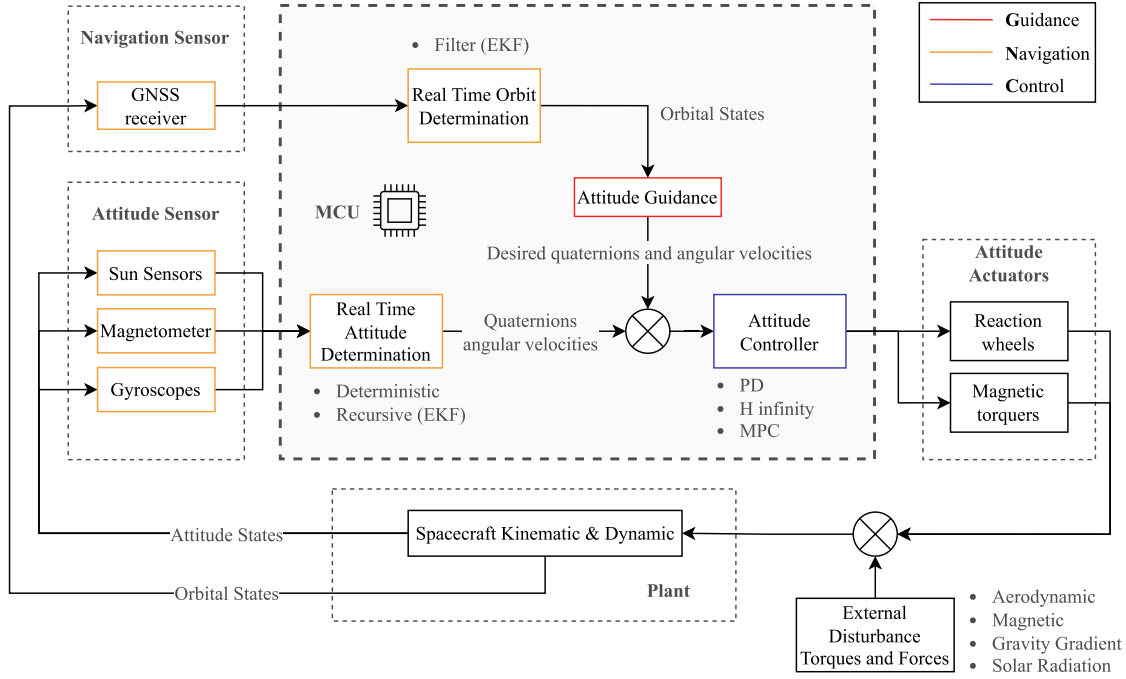 Navigation Sensor
GNSS
receiver
Attitude Sensor
Sun Sensors
Magnetometer
Gyroscopes
• Filter (EKF)
Real Time Orbit
Determination
Orbital States
MCU
Attitude Guidance
Desired quaternions and angular velocities
Real Time
Attitude
Determination
• Deterministic
• Recursive (EKF)
Quaternions
angular velocities
Attitude
Controller
• PD
• H infinity
• MPC
Guidance
Navigation
Control
Attitude
Actuators
Reaction
wheels
Magnetic
torquers
Attitude States
Orbital States
Spacecraft Kinematic & Dynamic
Plant
External
Disturbance
Torques and Forces
• Aerodynamic
• Magnetic
• Gravity Gradient
• Solar Radiation